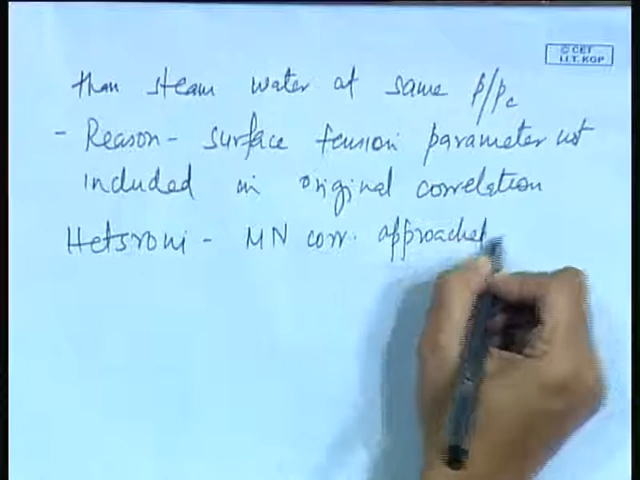 © CET
I.I.T. KGP
than steam water at same p/pc
- Reason - surface tension parameter not
included in original correlation
Hetsroni - MN corr. approached